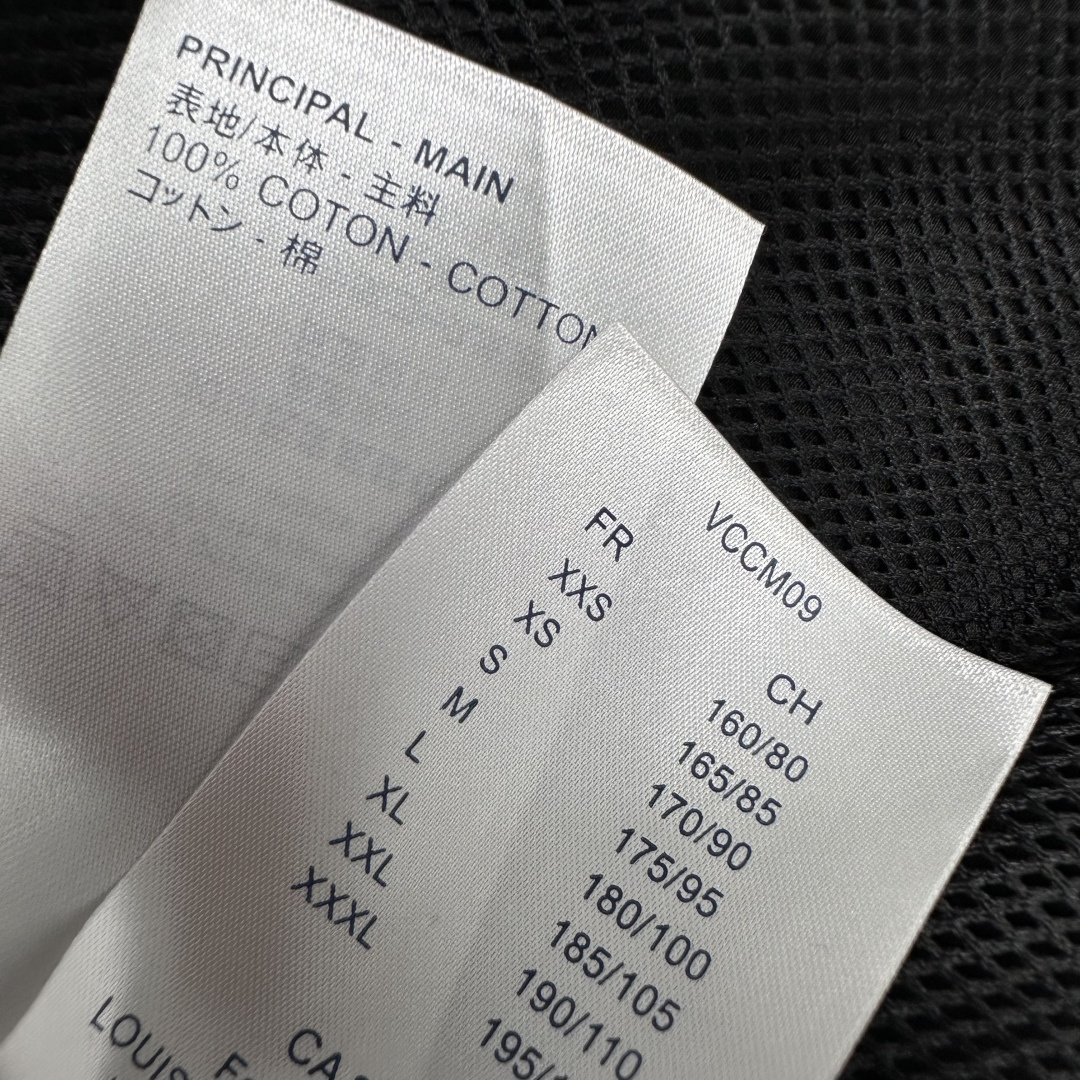 PRINCIPAL - MAIN
表地/本体 - 主料
100% COTON - COTTON
コットン - 棉
VCCM09
FR CH
XXS 160/80
XS 165/85
S 170/90
M 175/95
L 180/100
XL 185/105
XXL 190/110
XXXL